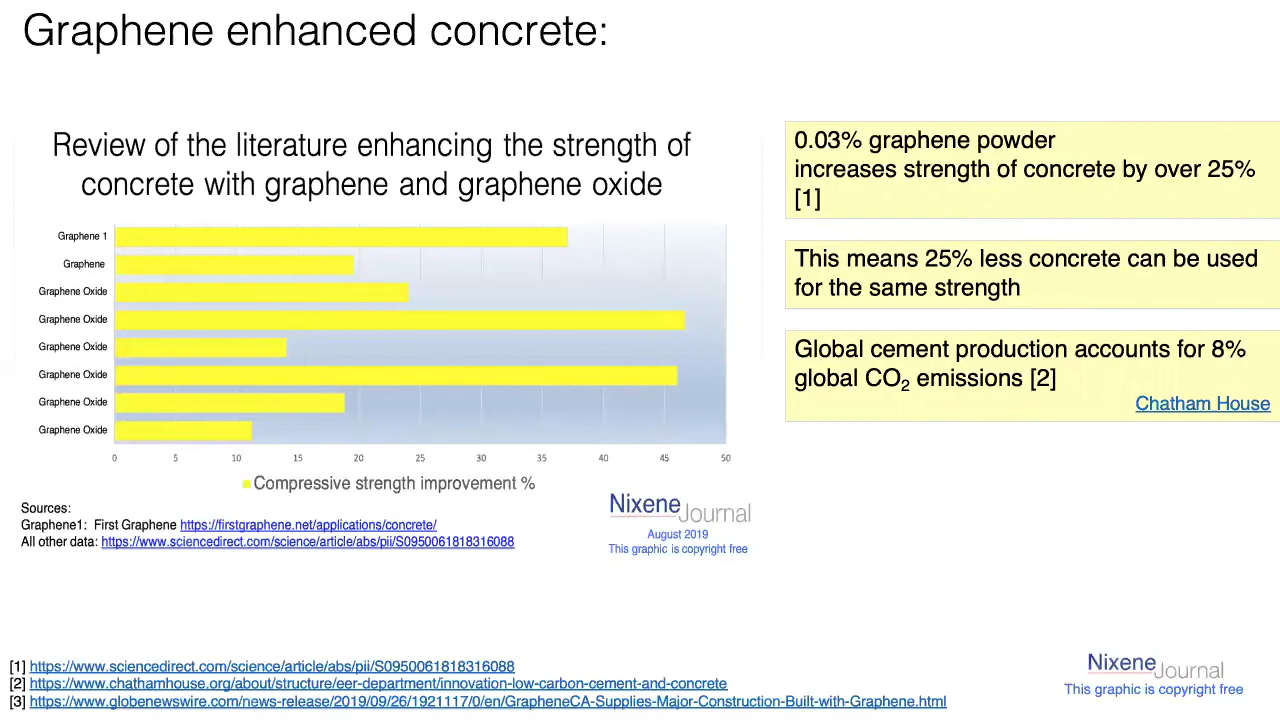 Graphene enhanced concrete:
Review of the literature enhancing the strength of
concrete with graphene and graphene oxide
Graphene 1
Graphene
Graphene Oxide
Graphene Oxide
Graphene Oxide
Graphene Oxide
Graphene Oxide
Graphene Oxide
0 5 10 15 20 25 30 35 40 45 50
Compressive strength improvement %
Sources:
Graphene1: First Graphene https://firstgraphene.net/applications/concrete/
All other data: https://www.sciencedirect.com/science/article/abs/pii/S0950061818316088
Nixene Journal
August 2019
This graphic is copyright free
0.03% graphene powder
increases strength of concrete by over 25%
[1]
This means 25% less concrete can be used
for the same strength
Global cement production accounts for 8%
global CO2 emissions [2]
Chatham House
[1] https://www.sciencedirect.com/science/article/abs/pii/S0950061818316088
[2] https://www.chathamhouse.org/about/structure/eer-department/innovation-low-carbon-cement-and-concrete
[3] https://www.globenewswire.com/news-release/2019/09/26/1921117/0/en/GrapheneCA-Supplies-Major-Construction-Built-with-Graphene.html
Nixene Journal
This graphic is copyright free